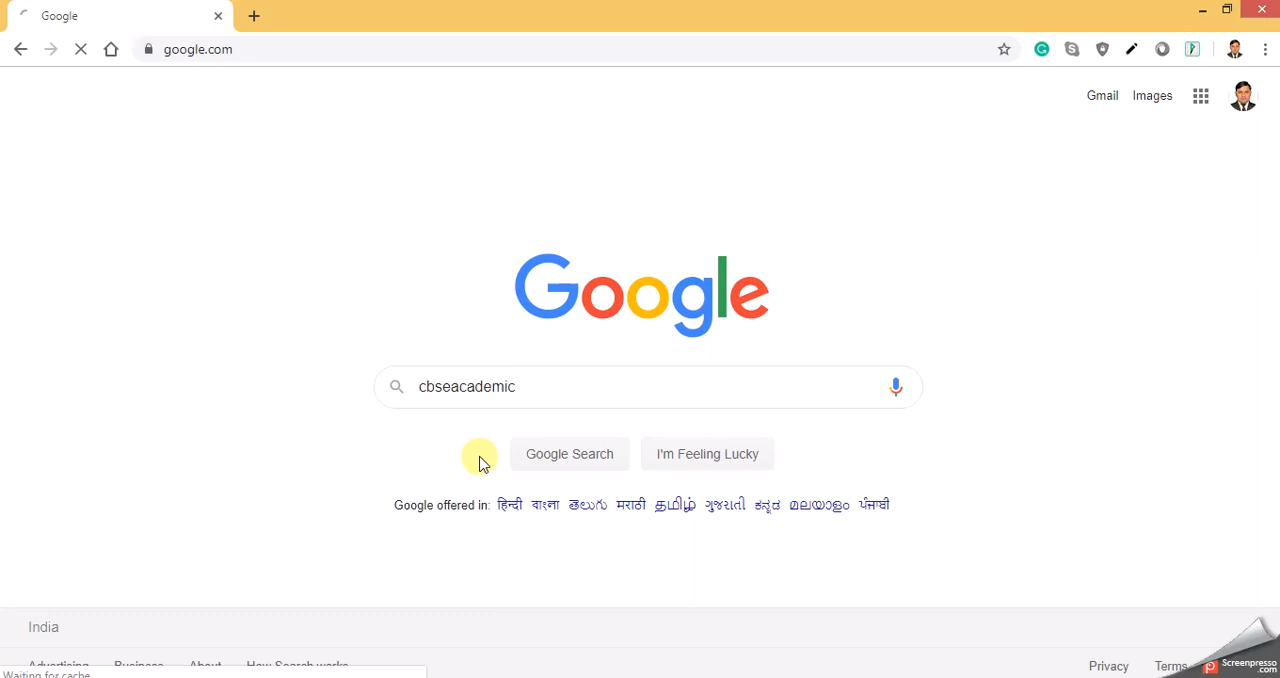 Google
google.com
Gmail Images
Google
cbseacademic
Google Search I'm Feeling Lucky
Google offered in: हिन्दी বাংলা తెలుగు मराठी தமிழ் ગુજરાતી ಕನ್ನಡ മലയാളം ਪੰਜਾਬੀ
India
Advertising Business About How Search works
Privacy Terms
Waiting for cache
Screenpresso
.com